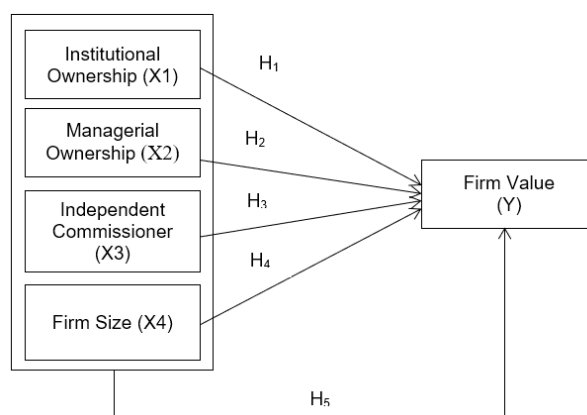 Institutional
Ownership (X1)
H₁
Managerial
Ownership (X2)
H₂
Independent
Commissioner
(X3)
H₃
Firm Size (X4)
H₄
Firm Value
(Y)
H₅